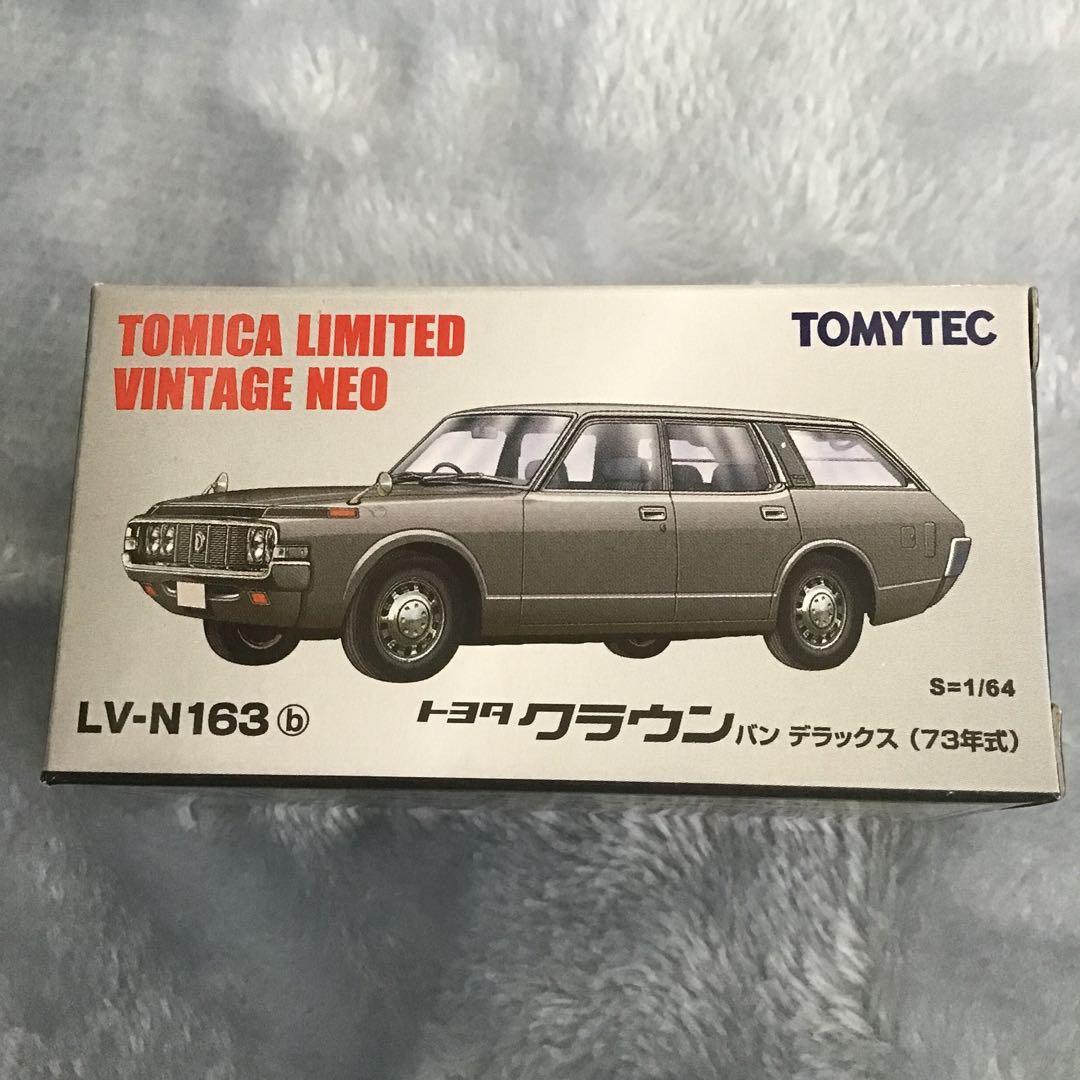 TOMICA LIMITED
VINTAGE NEO
TOMYTEC
S=1/64
LV-N163 ⓑ
トヨタ クラウン バン デラックス (73年式)